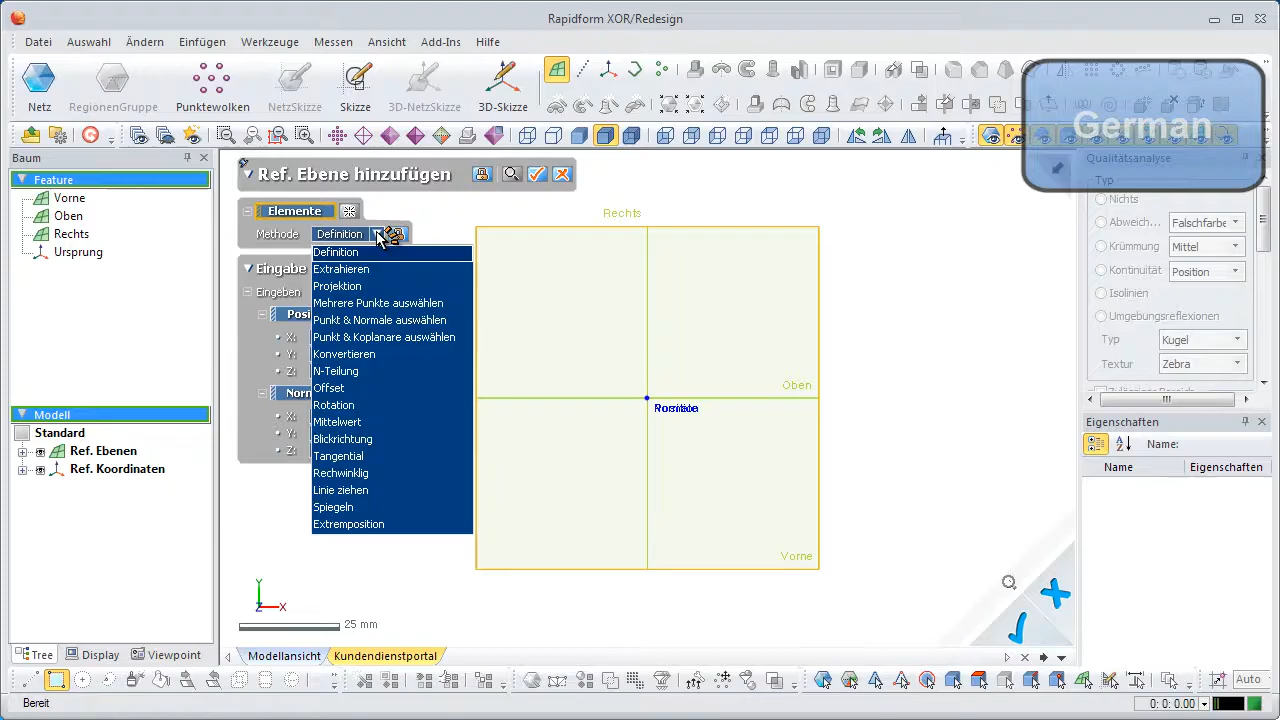 Rapidform XOR/Redesign
Datei Auswahl Ändern Einfügen Werkzeuge Messen Ansicht Add-Ins Hilfe
Netz RegionenGruppe Punktewolken NetzSkizze Skizze 3D-NetzSkizze 3D-Skizze
German
Baum
Feature
Vorne
Oben
Rechts
Ursprung
Modell
Standard
Ref. Ebenen
Ref. Koordinaten
Tree Display Viewpoint
Ref. Ebene hinzufügen
Elemente
Methode Definition
Definition
Extrahieren
Projektion
Mehrere Punkte auswählen
Punkt & Normale auswählen
Punkt & Koplanare auswählen
Konvertieren
N-Teilung
Offset
Rotation
Mittelwert
Blickrichtung
Tangential
Rechwinklig
Linie ziehen
Spiegeln
Extremposition
Eingabe
Eingeben
Posi
X:
Y:
Z:
Norm
X:
Y:
Z:
Rechts
Oben
Vorne
Y
Z X
25 mm
Modellansicht Kundendienstportal
Qualitätsanalyse
Typ
Nichts
Abweich... Falschfarbe
Krümmung Mittel
Kontinuität Position
Isolinien
Umgebungsreflexionen
Typ Kugel
Textur Zebra
Eigenschaften
Name:
Name Eigenschaften
Auto
Bereit
0: 0: 0.00